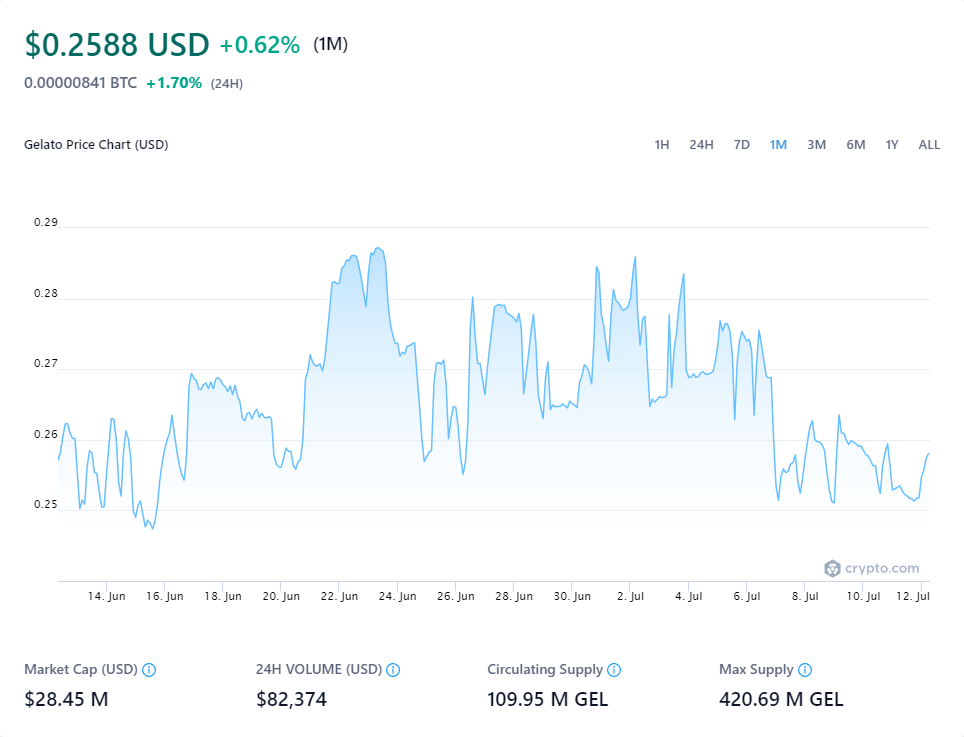 $0.2588 USD +0.62% (1M)
0.00000841 BTC +1.70% (24H)
Gelato Price Chart (USD)
1H 24H 7D 1M 3M 6M 1Y ALL
0.29
0.28
0.27
0.26
0.25
crypto.com
14. Jun 16. Jun 18. Jun 20. Jun 22. Jun 24. Jun 26. Jun 28. Jun 30. Jun 2. Jul 4. Jul 6. Jul 8. Jul 10. Jul 12. Jul
Market Cap (USD) 24H VOLUME (USD) Circulating Supply Max Supply
$28.45 M $82,374 109.95 M GEL 420.69 M GEL